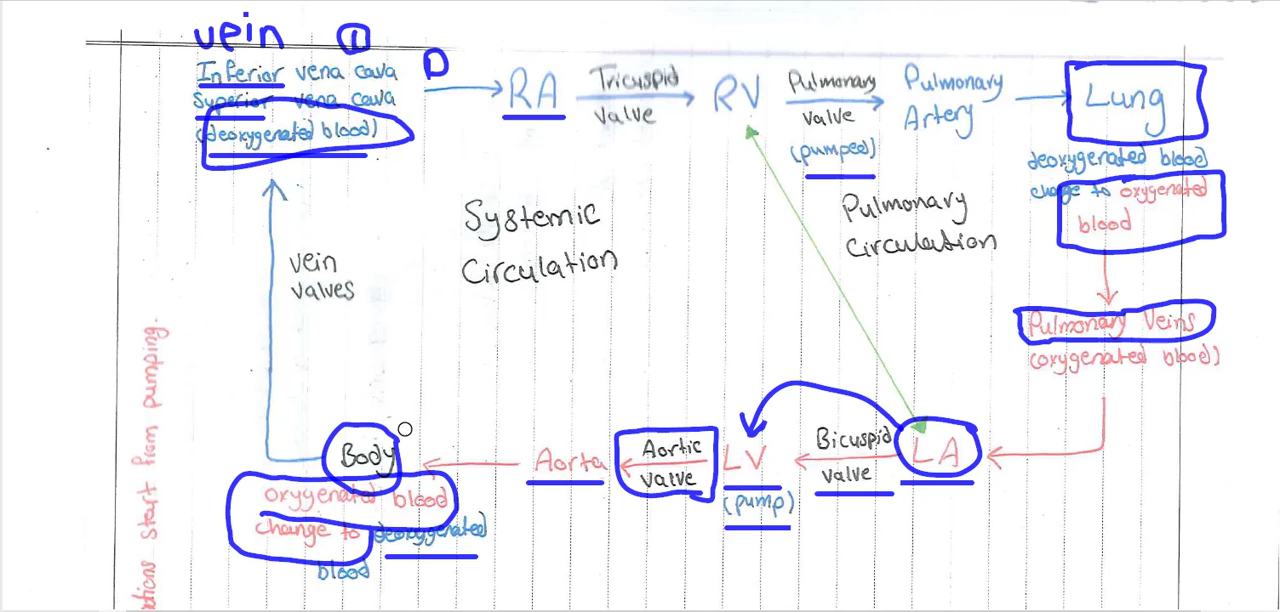 vein ①
Inferior vena cava
Superior vena cava
(deoxygenated blood)
RA
Tricuspid
valve
RV
Pulmonary
valve
(pumped)
Pulmonary
Artery
Lung
deoxygenated blood
change to oxygenated
blood
Systemic
Circulation
Pulmonary
Circulation
vein
valves
Pulmonary Veins
(oxygenated blood)
LA
Bicuspid
valve
LV
(pump)
Aortic
valve
Aorta
Body
oxygenated blood
change to deoxygenated
blood
start from pumping.